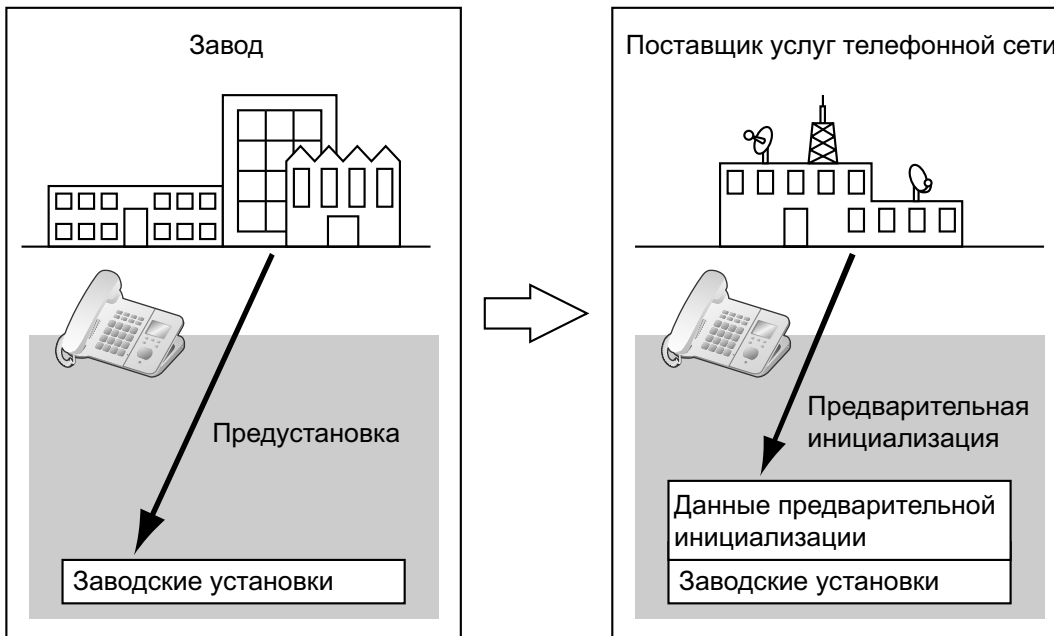 Завод
Предустановка
Заводские установки
Поставщик услуг телефонной сети
Предварительная
инициализация
Данные предварительной
инициализации
Заводские установки